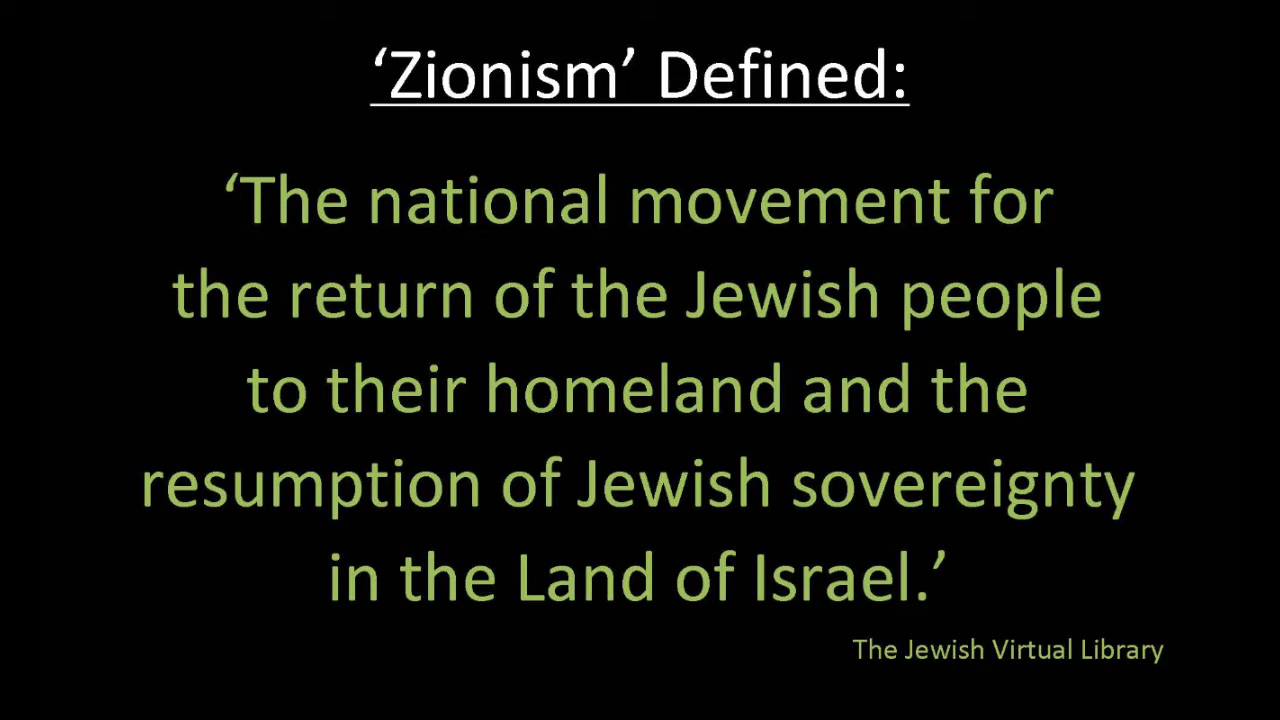 ‘Zionism’ Defined:
‘The national movement for
the return of the Jewish people
to their homeland and the
resumption of Jewish sovereignty
in the Land of Israel.’
The Jewish Virtual Library